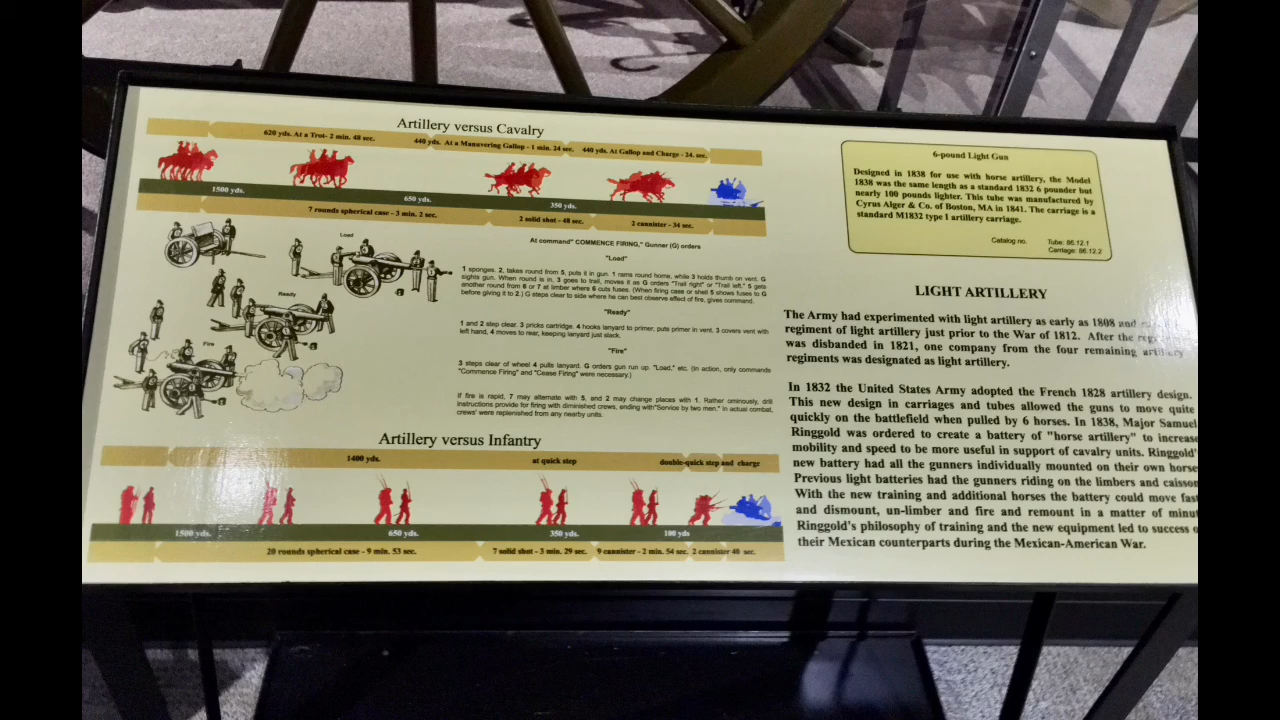 Artillery versus Cavalry
620 yds. At a Trot- 2 min. 48 sec.
440 yds. At a Manuvering Gallop - 1 min. 24 sec.
440 yds. At Gallop and Charge - 24. sec.
1500 yds.
650 yds.
350 yds.
7 rounds spherical case - 3 min. 2 sec.
2 solid shot - 48 sec.
2 cannister - 34 sec.
Load
Ready
Fire
At command" COMMENCE FIRING," Gunner (G) orders
"Load"
1 sponges. 2, takes round from 5, puts it in gun. 1 rams round home, while 3 holds thumb on vent. G
sights gun. When round is in, 3 goes to trail, moves it as G orders "Trail right" or "Trail left." 5 gets
another round from 6 or 7 at limber where 6 cuts fuses. (When firing case or shell 5 shows fuses to G
before giving it to 2.) G steps clear to side where he can best observe effect of fire, gives command.
"Ready"
1 and 2 step clear. 3 pricks cartridge. 4 hooks lanyard to primer, puts primer in vent. 3 covers vent with
left hand, 4 moves to rear, keeping lanyard just slack.
"Fire"
3 steps clear of wheel 4 pulls lanyard. G orders gun run up. "Load," etc. (In action, only commands
"Commence Firing" and "Cease Firing" were necessary.)
If fire is rapid, 7 may alternate with 5, and 2 may change places with 1. Rather ominously, drill
instructions provide for firing with diminished crews, ending with"Service by two men." In actual combat,
crews' were replenished from any nearby units.
Artillery versus Infantry
1400 yds.
at quick step
double-quick step and charge
1500 yds.
650 yds.
350 yds.
100 yds
20 rounds spherical case - 9 min. 53 sec.
7 solid shot - 3 min. 29 sec.
9 cannister - 2 min. 54 sec.
2 cannister 40 sec.
6-pound Light Gun
Designed in 1838 for use with horse artillery, the Model
1838 was the same length as a standard 1832 6 pounder but
nearly 100 pounds lighter. This tube was manufactured by
Cyrus Alger & Co. of Boston, MA in 1841. The carriage is a
standard M1832 type I artillery carriage.
Catalog no. Tube: 86.12.1
Carriage: 86.12.2
LIGHT ARTILLERY
The Army had experimented with light artillery as early as 1808 and
regiment of light artillery just prior to the War of 1812. After the
was disbanded in 1821, one company from the four remaining artillery
regiments was designated as light artillery.
In 1832 the United States Army adopted the French 1828 artillery design.
This new design in carriages and tubes allowed the guns to move quite
quickly on the battlefield when pulled by 6 horses. In 1838, Major Samuel
Ringgold was ordered to create a battery of "horse artillery" to increase
mobility and speed to be more useful in support of cavalry units. Ringgold'
new battery had all the gunners individually mounted on their own horse
Previous light batteries had the gunners riding on the limbers and caisson
With the new training and additional horses the battery could move fast
and dismount, un-limber and fire and remount in a matter of minut
Ringgold's philosophy of training and the new equipment led to success o
their Mexican counterparts during the Mexican-American War.